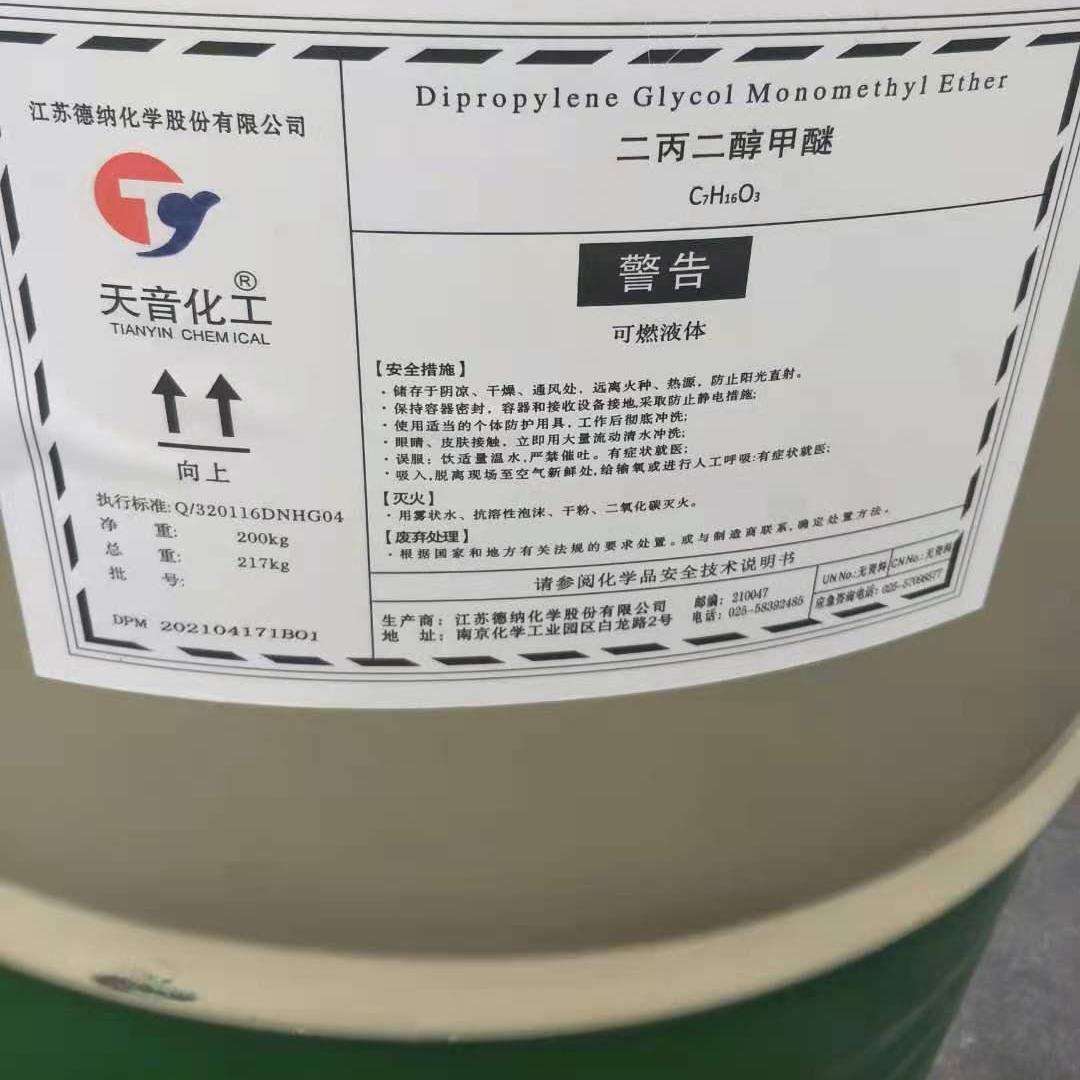 江苏德纳化学股份有限公司
TY
®
天音化工
TIANYIN CHEMICAL
向上
执行标准: Q/320116DNHG04
净 重: 200kg
总 重: 217kg
批 号:
DPM 202104171B01
Dipropylene Glycol Monomethyl Ether
二丙二醇甲醚
C₇H₁₆O₃
警告
可燃液体
【安全措施】
·储存于阴凉、干燥、通风处，远离火种、热源，防止阳光直射。
·保持容器密封，容器和接收设备接地,采取防止静电措施;
·使用适当的个体防护用具，工作后彻底冲洗;
·眼睛、皮肤接触，立即用大量流动清水冲洗;
·误服：饮适量温水,严禁催吐。有症状就医;
·吸入,脱离现场至空气新鲜处,给输氧或进行人工呼吸:有症状就医;
【灭火】
·用雾状水、抗溶性泡沫、干粉、二氧化碳灭火。
【废弃处理】
·根据国家和地方有关法规的要求处置。或与制造商联系,确定处置方法。
请参阅化学品安全技术说明书
UN No.:无资料
CN No.:无资料
生产商：江苏德纳化学股份有限公司
地 址：南京化学工业园区白龙路2号
邮编：210047
电话：025-58392485
应急咨询电话: